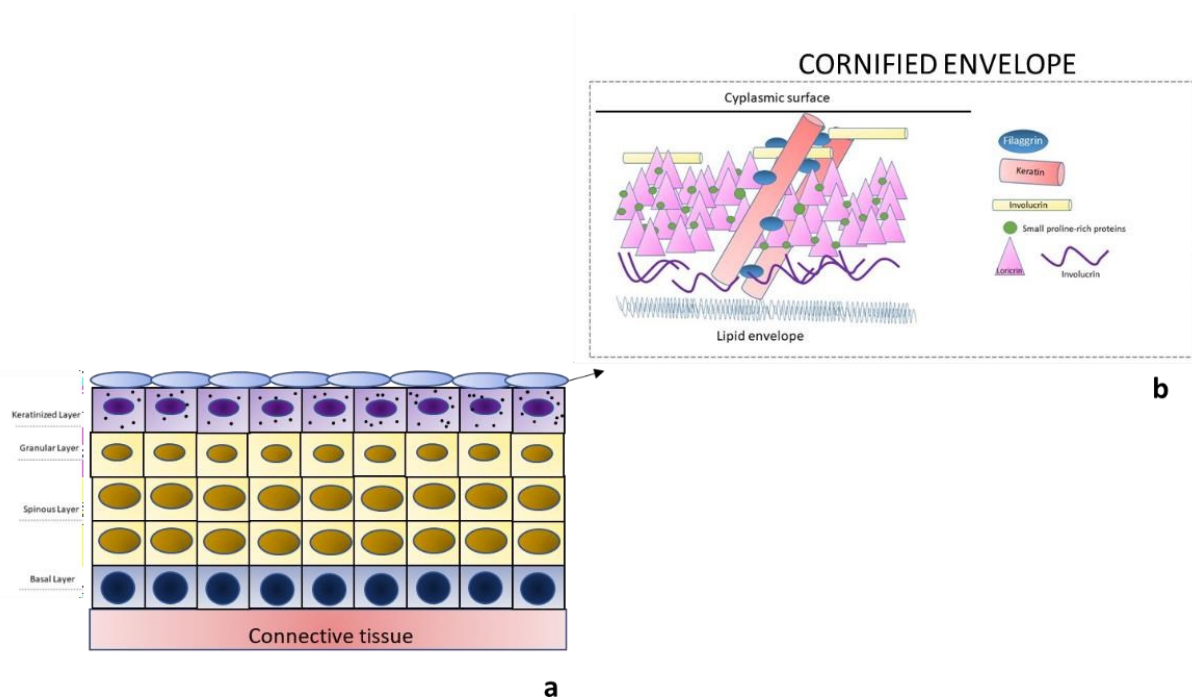 CORNIFIED ENVELOPE
Cyplasmic surface
Filaggrin
Keratin
Involucrin
Small proline-rich proteins
Loricrin
Involucrin
Lipid envelope
b
Keratinized Layer
Granular Layer
Spinous Layer
Basal Layer
Connective tissue
a